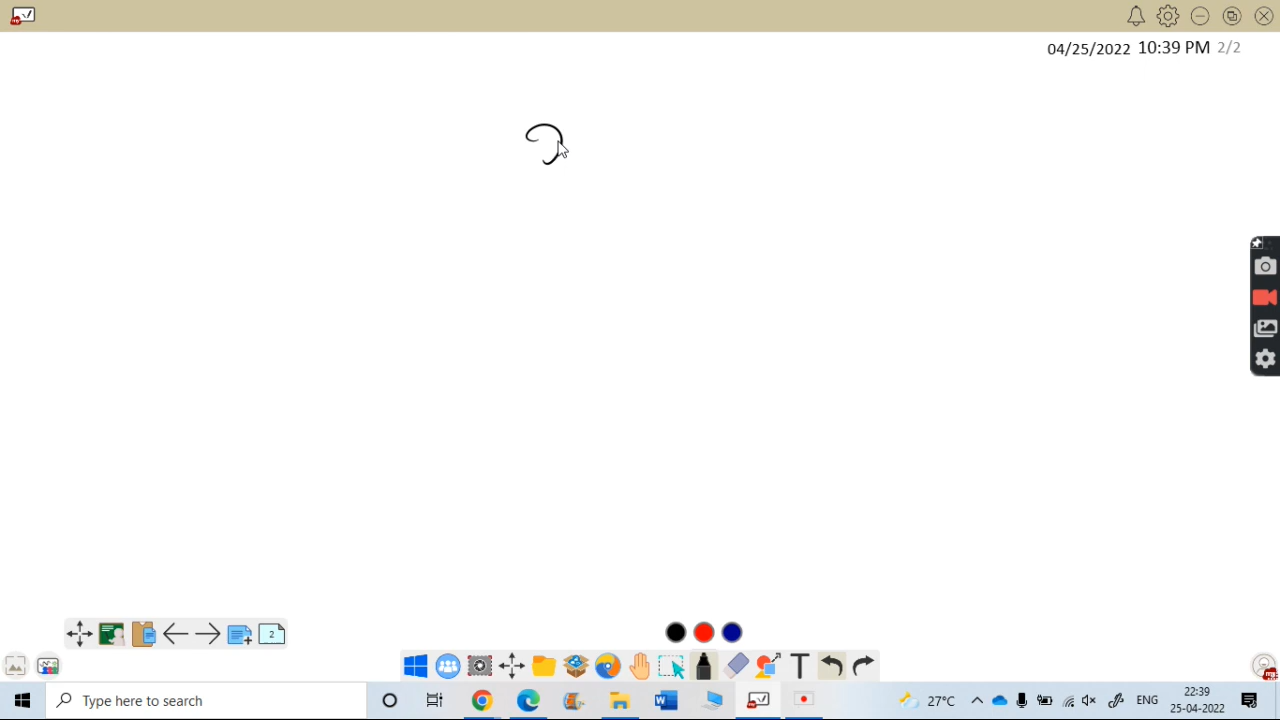 04/25/2022 10:39 PM 2/2
2
T
Type here to search
27°C
ENG
22:39
25-04-2022